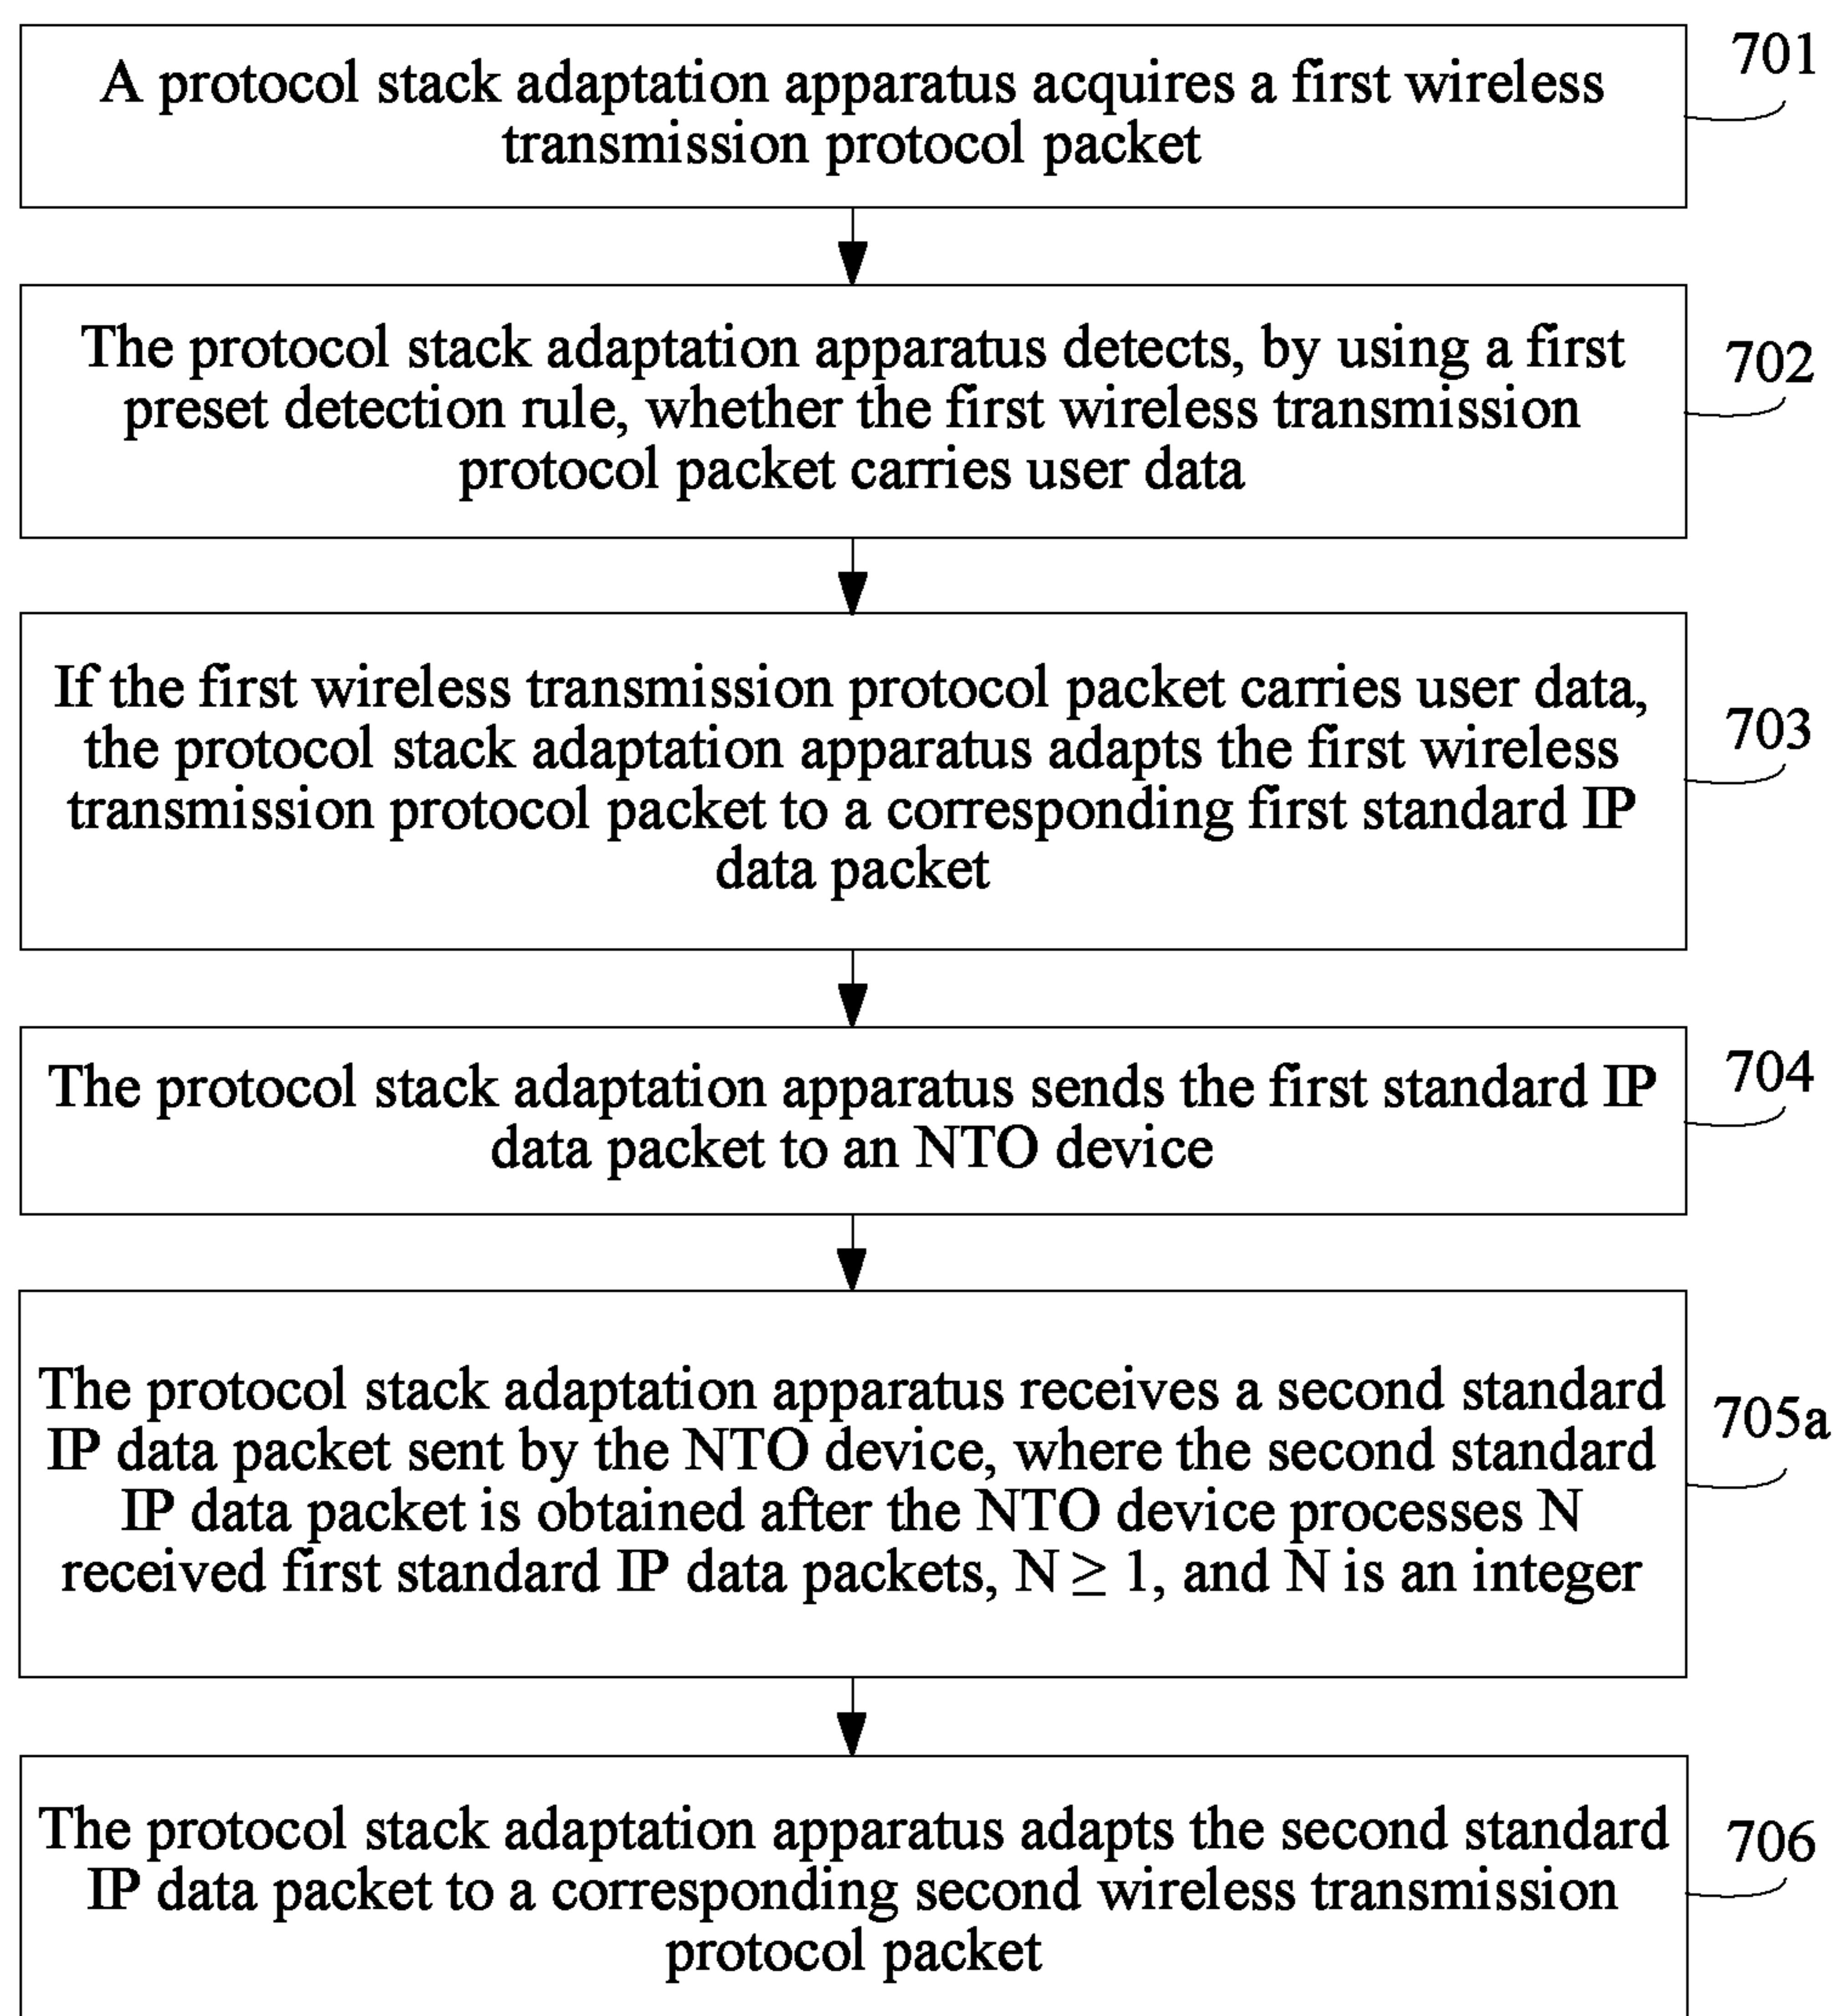 A protocol stack adaptation apparatus acquires a first wireless
transmission protocol packet
701
The protocol stack adaptation apparatus detects, by using a first
preset detection rule, whether the first wireless transmission
protocol packet carries user data
702
If the first wireless transmission protocol packet carries user data,
the protocol stack adaptation apparatus adapts the first wireless
transmission protocol packet to a corresponding first standard IP
data packet
703
The protocol stack adaptation apparatus sends the first standard IP
data packet to an NTO device
704
The protocol stack adaptation apparatus receives a second standard
IP data packet sent by the NTO device, where the second standard
IP data packet is obtained after the NTO device processes N
received first standard IP data packets, N ≥ 1, and N is an integer
705a
The protocol stack adaptation apparatus adapts the second standard
IP data packet to a corresponding second wireless transmission
protocol packet
706